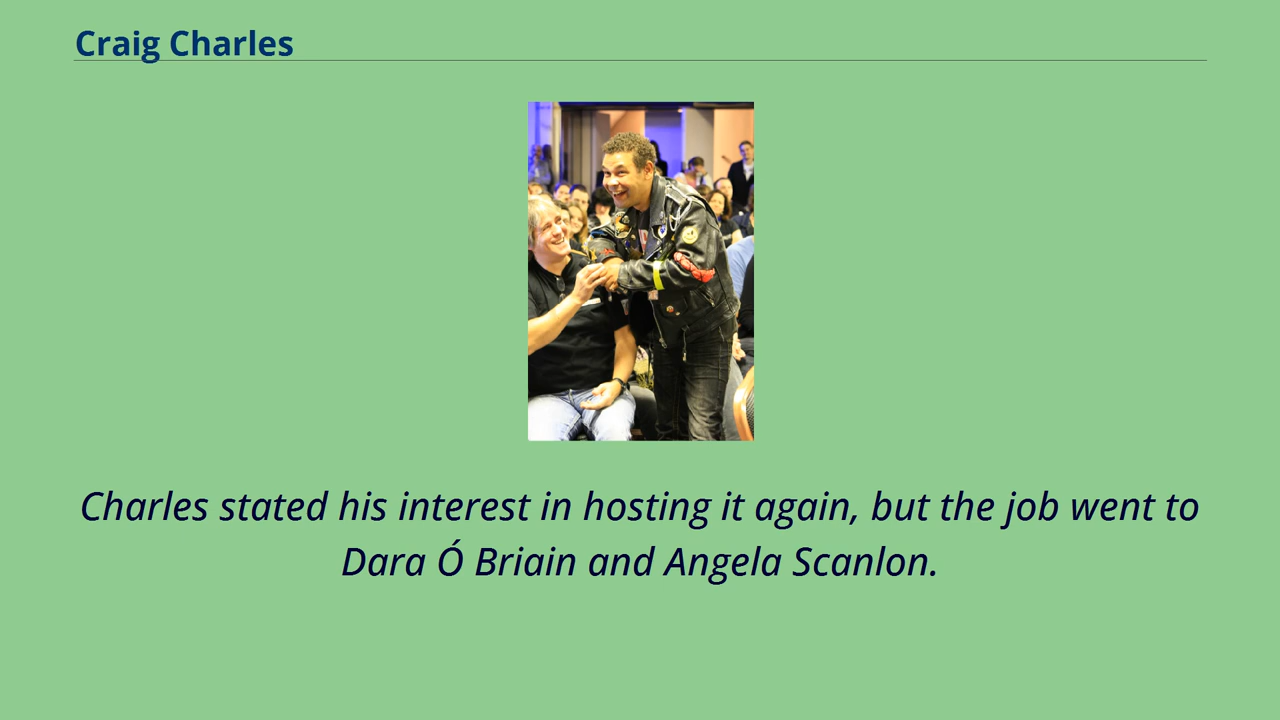 Craig Charles
Charles stated his interest in hosting it again, but the job went to
Dara Ó Briain and Angela Scanlon.